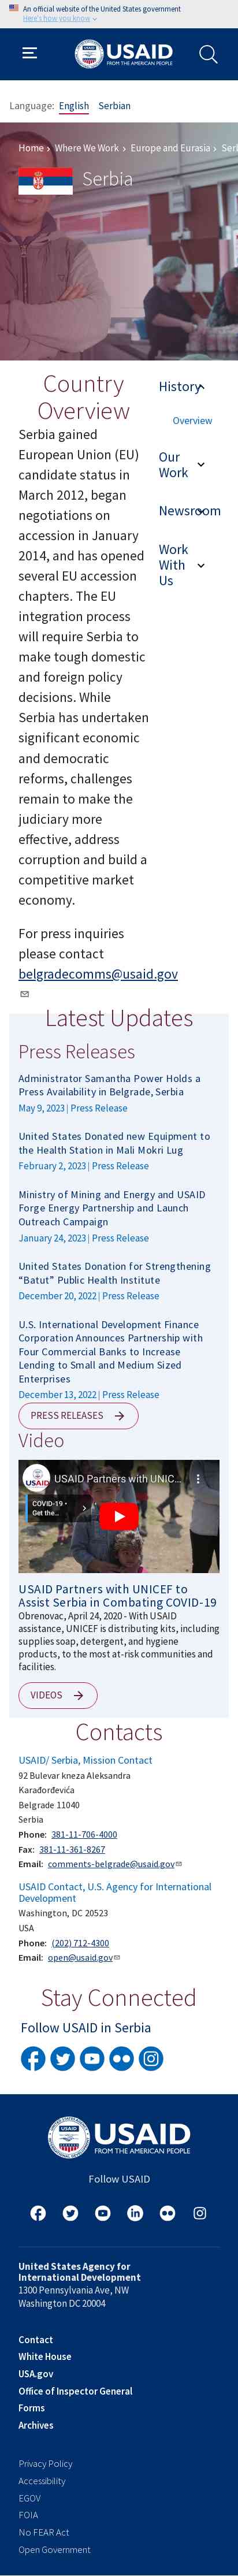 An official website of the United States government
Here's how you know
USAID
FROM THE AMERICAN PEOPLE
Language: English Serbian
Home › Where We Work › Europe and Eurasia ›
Serbia
Country
Overview
Serbia gained
European Union (EU)
candidate status in
March 2012, began
negotiations on
accession in January
2014, and has opened
several EU accession
chapters. The EU
integration process
will require Serbia to
make tough domestic
and foreign policy
decisions. While
Serbia has undertaken
significant economic
and democratic
reforms, challenges
remain to make the
judiciary more
effective, address
corruption and build a
competitive market
economy.
For press inquiries
please contact
belgradecomms@usaid.gov
History
Overview
Our
Work
Newsroom
Work
With
Us
Latest Updates
Press Releases
Administrator Samantha Power Holds a
Press Availability in Belgrade, Serbia
May 9, 2023 | Press Release
United States Donated new Equipment to
the Health Station in Mali Mokri Lug
February 2, 2023 | Press Release
Ministry of Mining and Energy and USAID
Forge Energy Partnership and Launch
Outreach Campaign
January 24, 2023 | Press Release
United States Donation for Strengthening
“Batut” Public Health Institute
December 20, 2022 | Press Release
U.S. International Development Finance
Corporation Announces Partnership with
Four Commercial Banks to Increase
Lending to Small and Medium Sized
Enterprises
December 13, 2022 | Press Release
PRESS RELEASES
Video
USAID Partners with UNIC...
COVID-19 •
Get the...
USAID Partners with UNICEF to
Assist Serbia in Combating COVID-19
Obrenovac, April 24, 2020 - With USAID
assistance, UNICEF is distributing kits, including
supplies soap, detergent, and hygiene
products, to the most at-risk communities and
facilities.
VIDEOS
Contacts
USAID/ Serbia, Mission Contact
92 Bulevar kneza Aleksandra
Karađorđevića
Belgrade 11040
Serbia
Phone: 381-11-706-4000
Fax: 381-11-361-8267
Email: comments-belgrade@usaid.gov
USAID Contact, U.S. Agency for International
Development
Washington, DC 20523
USA
Phone: (202) 712-4300
Email: open@usaid.gov
Stay Connected
Follow USAID in Serbia
USAID
FROM THE AMERICAN PEOPLE
Follow USAID
United States Agency for
International Development
1300 Pennsylvania Ave, NW
Washington DC 20004
Contact
White House
USA.gov
Office of Inspector General
Forms
Archives
Privacy Policy
Accessibility
EGOV
FOIA
No FEAR Act
Open Government